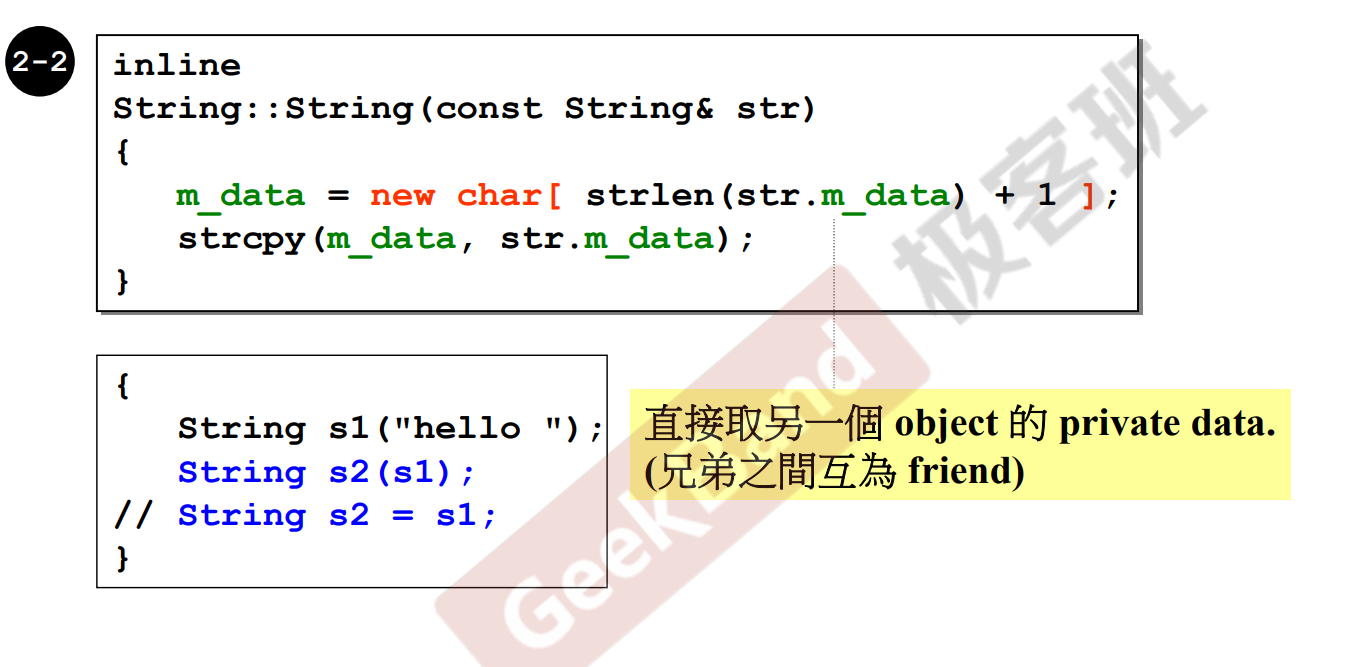 2-2
inline
String::String(const String& str)
{
   m_data = new char[ strlen(str.m_data) + 1 ];
   strcpy(m_data, str.m_data);
}
{
   String s1("hello ");
   String s2(s1);
// String s2 = s1;
}
直接取另一個 object 的 private data.
(兄弟之間互為 friend)
GeekBand 极客班